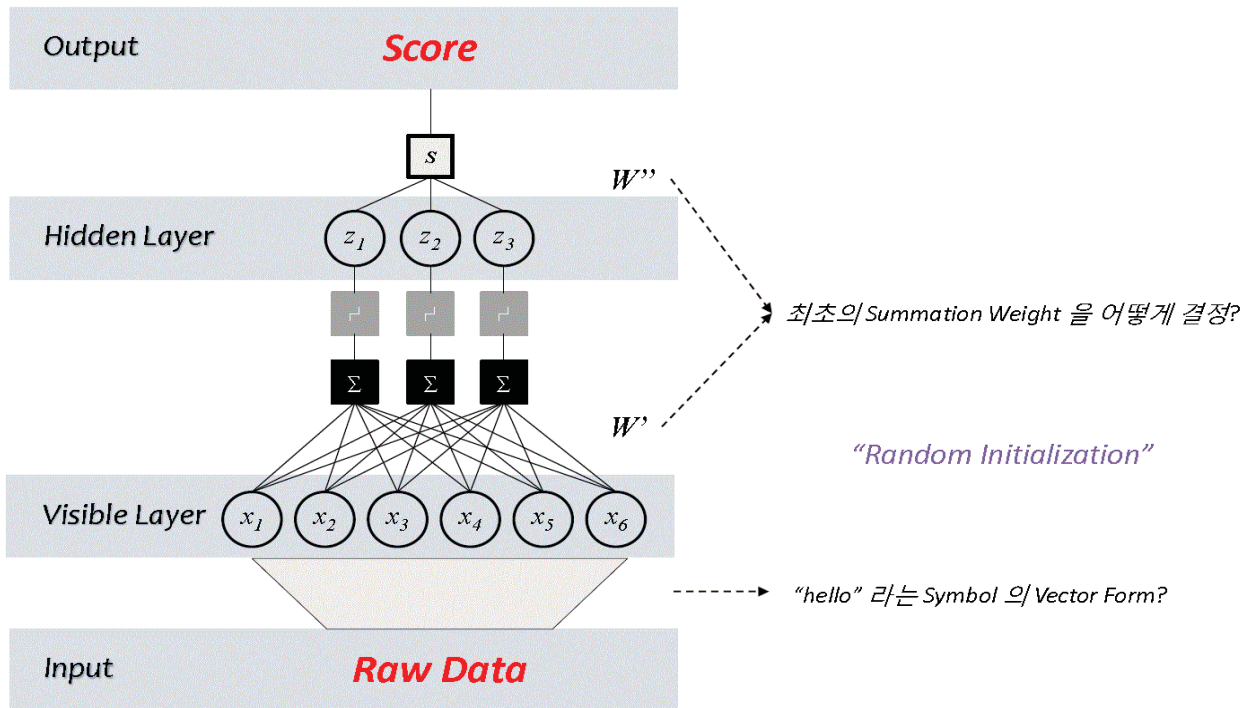 Output
Score
s
W’’
Hidden Layer
z1 z2 z3
최초의 Summation Weight 을 어떻게 결정?
Σ Σ Σ
W’
“Random Initialization”
Visible Layer
x1 x2 x3 x4 x5 x6
“hello” 라는 Symbol 의 Vector Form?
Input
Raw Data